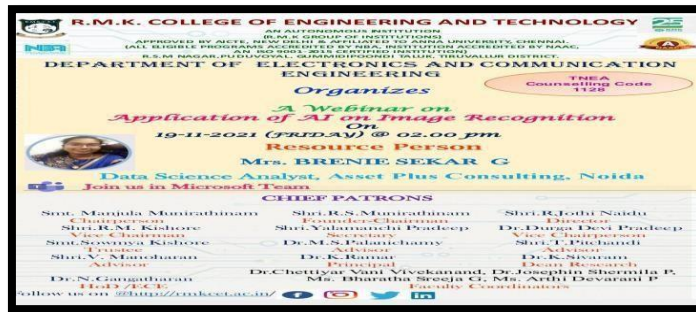 R.M.K. COLLEGE OF ENGINEERING AND TECHNOLOGY
AN AUTONOMOUS INSTITUTION
(R.M.K GROUP OF INSTITUTIONS)
APPROVED BY AICTE, NEW DELHI & AFFILIATED TO ANNA UNIVERSITY, CHENNAI.
(ALL ELIGIBLE PROGRAMS ACCREDITED BY NBA, INSTITUTION ACCREDITED BY NAAC,
AN ISO 9001:2015 CERTIFIED INSTITUTION)
R.S.M NAGAR, PUDUVOYAL, GUMMIDIPOONDI TALUK, TIRUVALLUR DISTRICT.
DEPARTMENT OF ELECTRONICS AND COMMUNICATION
ENGINEERING
TNEA
Counselling Code
1128
Organizes
A Webinar on
Application of AI on Image Recognition
On
19-11-2021 (FRIDAY) @ 02.00 pm
Resource Person
Mrs. BRENIE SEKAR G
Data Science Analyst, Asset Plus Consulting, Noida
Join us in Microsoft Team
CHIEF PATRONS
Smt. Manjula Munirathinam Shri.R.S.Munirathinam Shri.R.Jothi Naidu
Chairperson Founder-Chairman Director
Shri.R.M. Kishore Shri.Yalamanchi Pradeep Dr.Durga Devi Pradeep
Vice Chairman Secretary Vice Chairperson
Smt.Sowmya Kishore Dr.M.S.Palanichamy Shri.T.Pitchandi
Trustee Advisor Advisor
Shri.V. Manoharan Dr.K.Ramar Dr.K.Sivaram
Advisor Principal Dean Research
Dr.N.Gangatharan Dr.Chettiyar Vani Vivekanand, Dr.Josephin Shermila P,
Ms. Bharatha Sreeja G, Ms. Arthi Devarani P
HoD /ECE Faculty Coordinators
Follow us on @http://rmkcet.ac.in/